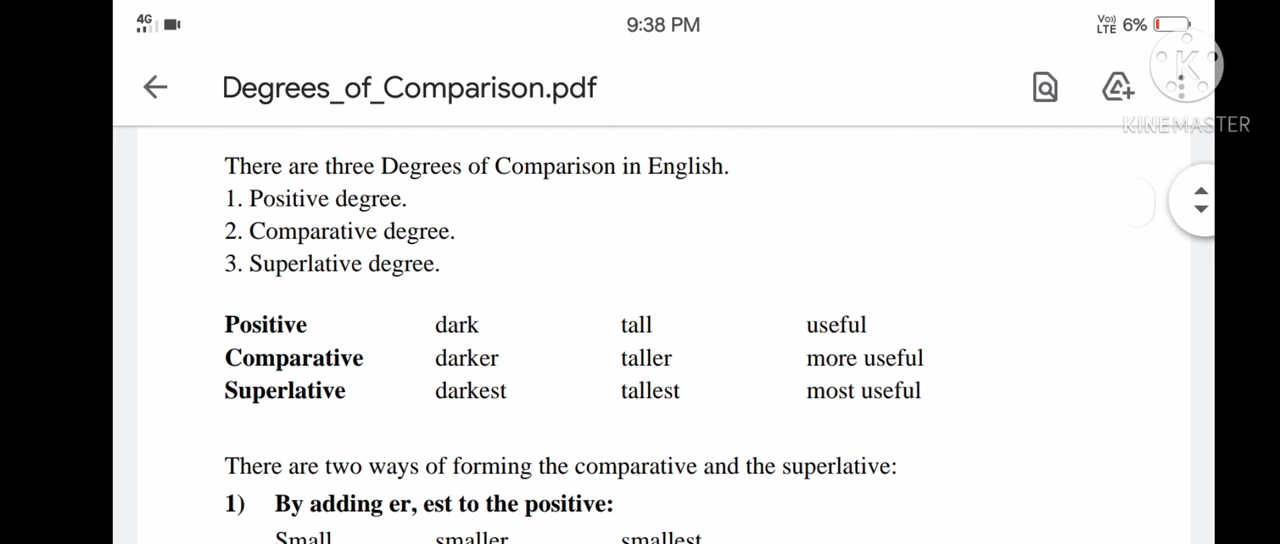 4G 9:38 PM Vo)) LTE 6%
Degrees_of_Comparison.pdf
K
KINEMASTER
There are three Degrees of Comparison in English.
1. Positive degree.
2. Comparative degree.
3. Superlative degree.
Positive dark tall useful
Comparative darker taller more useful
Superlative darkest tallest most useful
There are two ways of forming the comparative and the superlative:
1) By adding er, est to the positive:
Small smaller smallest